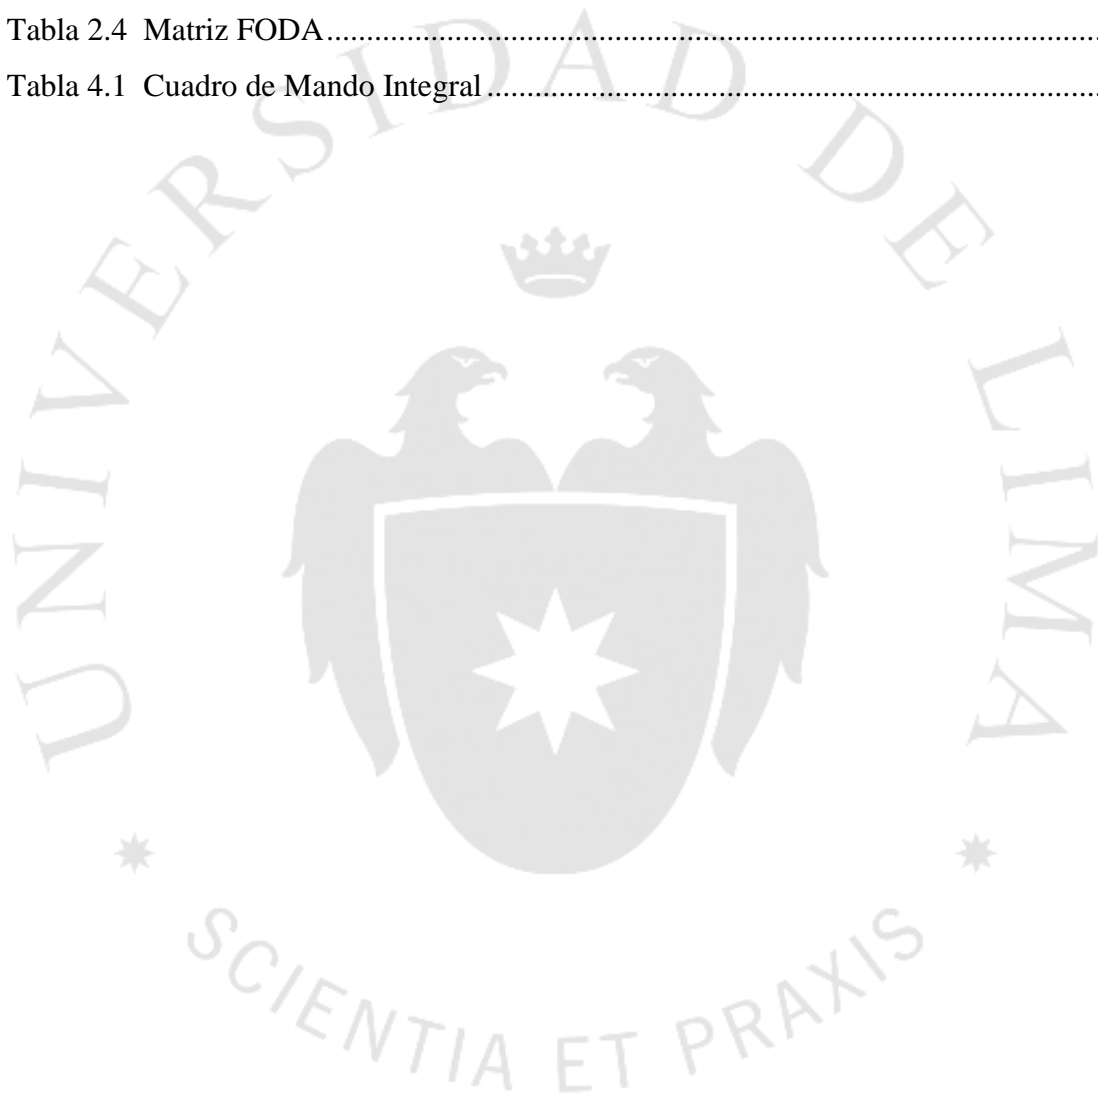 Tabla 2.4 Matriz FODA....................................................................................................
Tabla 4.1 Cuadro de Mando Integral................................................................................
UNIVERSIDAD DE LIMA
SCIENTIA ET PRAXIS